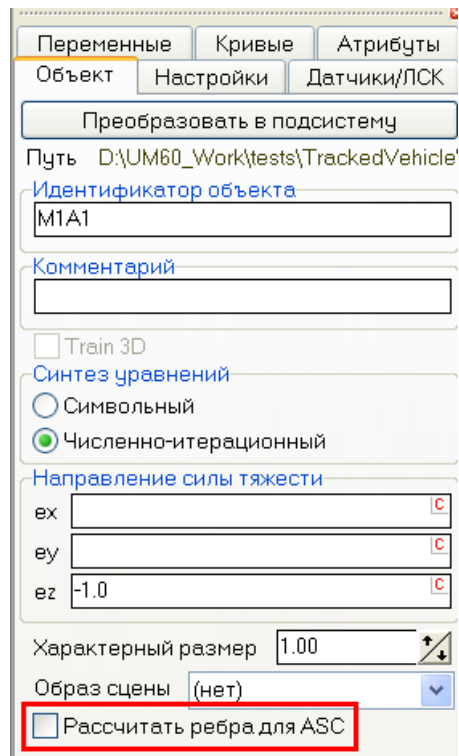 Переменные Кривые Атрибуты
Объект Настройки Датчики/ЛСК
Преобразовать в подсистему
Путь D:\UM60_Work\tests\TrackedVehicle'
Идентификатор объекта
M1A1
Комментарий
Train 3D
Синтез уравнений
Символьный
Численно-итерационный
Направление силы тяжести
ex C
ey C
ez -1.0 C
Характерный размер 1.00
Образ сцены (нет)
Рассчитать ребра для ASC